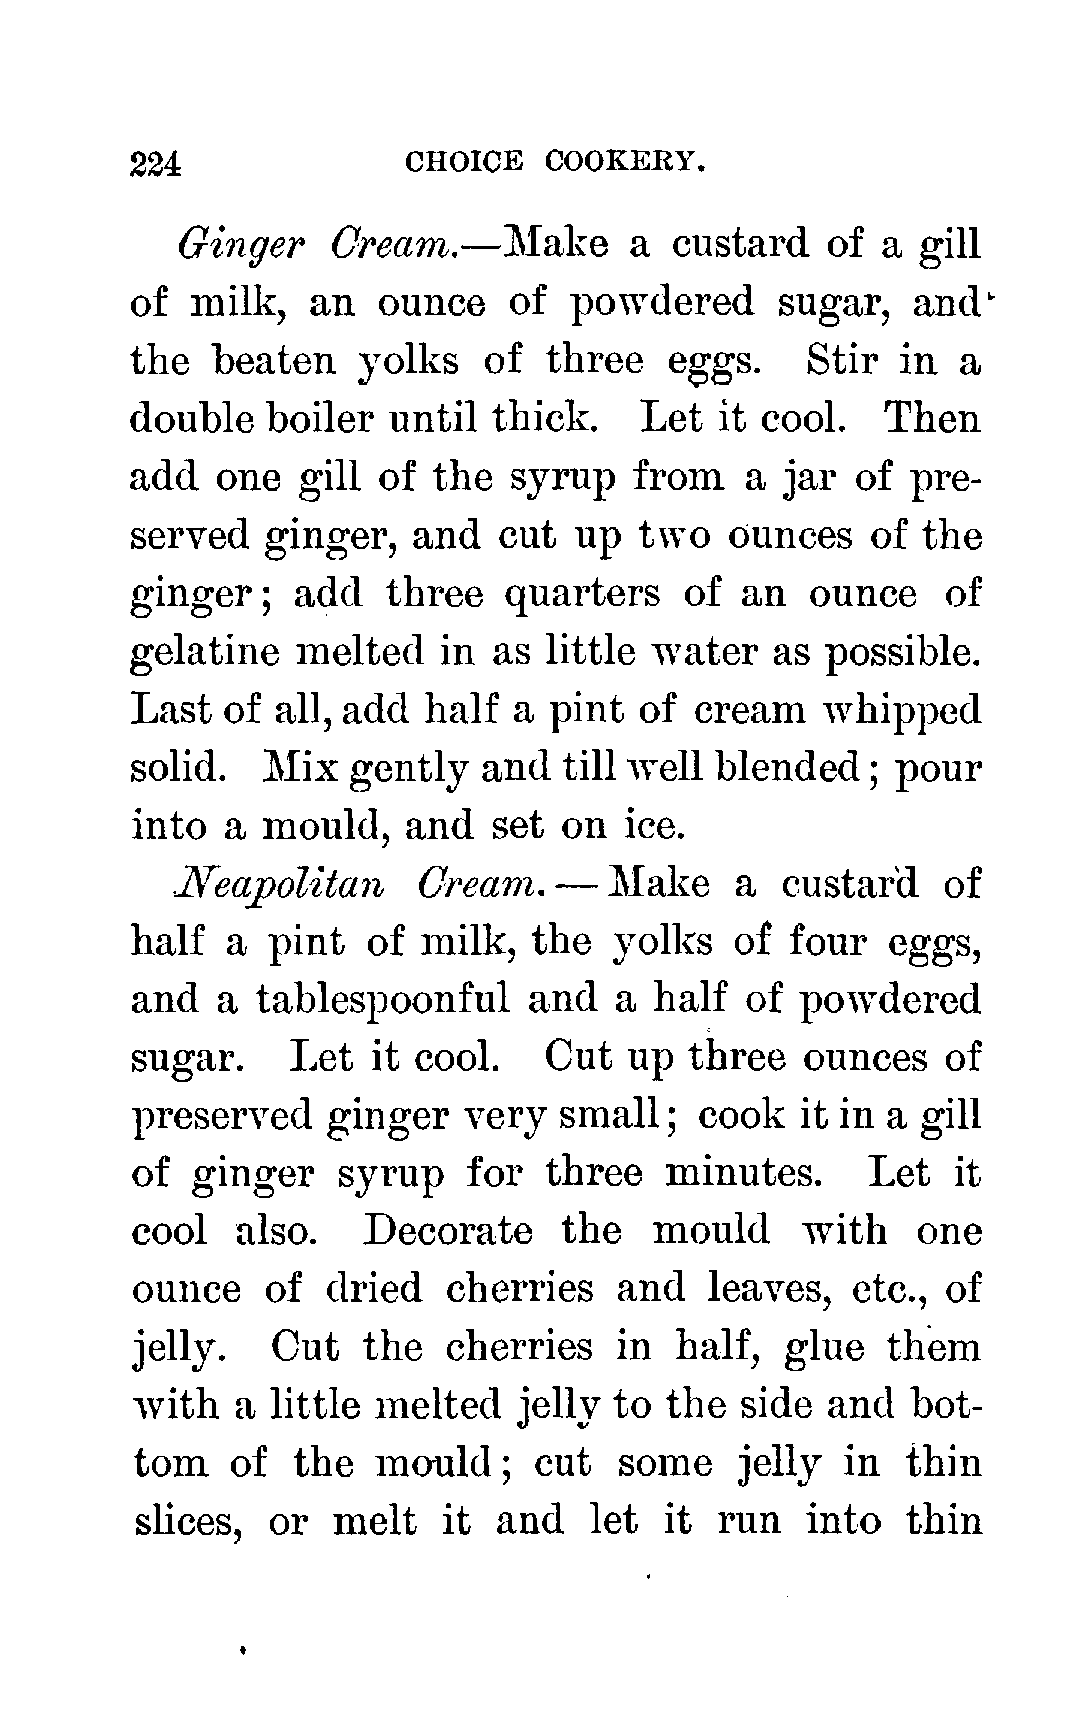 224 CHOICE COOKERY.
Ginger Cream.—Make a custard of a gill
of milk, an ounce of powdered sugar, and
the beaten yolks of three eggs. Stir in a
double boiler until thick. Let it cool. Then
add one gill of the syrup from a jar of pre-
served ginger, and cut up two ounces of the
ginger; add three quarters of an ounce of
gelatine melted in as little water as possible.
Last of all, add half a pint of cream whipped
solid. Mix gently and till well blended; pour
into a mould, and set on ice.
Neapolitan Cream. — Make a custard of
half a pint of milk, the yolks of four eggs,
and a tablespoonful and a half of powdered
sugar. Let it cool. Cut up three ounces of
preserved ginger very small; cook it in a gill
of ginger syrup for three minutes. Let it
cool also. Decorate the mould with one
ounce of dried cherries and leaves, etc., of
jelly. Cut the cherries in half, glue them
with a little melted jelly to the side and bot-
tom of the mould; cut some jelly in thin
slices, or melt it and let it run into thin